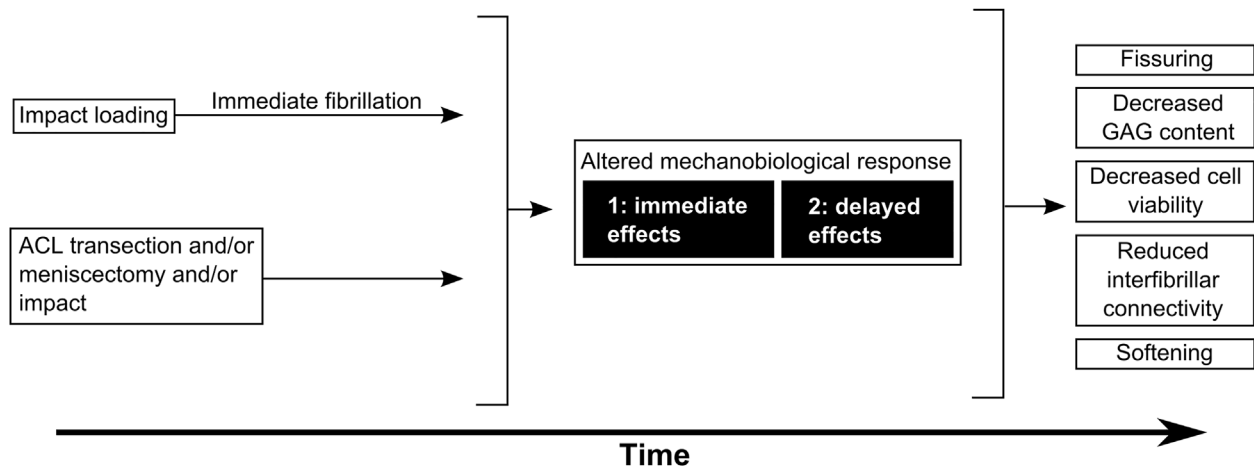 Impact loading
Immediate fibrillation
ACL transection and/or
meniscectomy and/or
impact
Altered mechanobiological response
1: immediate
effects
2: delayed
effects
Fissuring
Decreased
GAG content
Decreased cell
viability
Reduced
interfibrillar
connectivity
Softening
Time